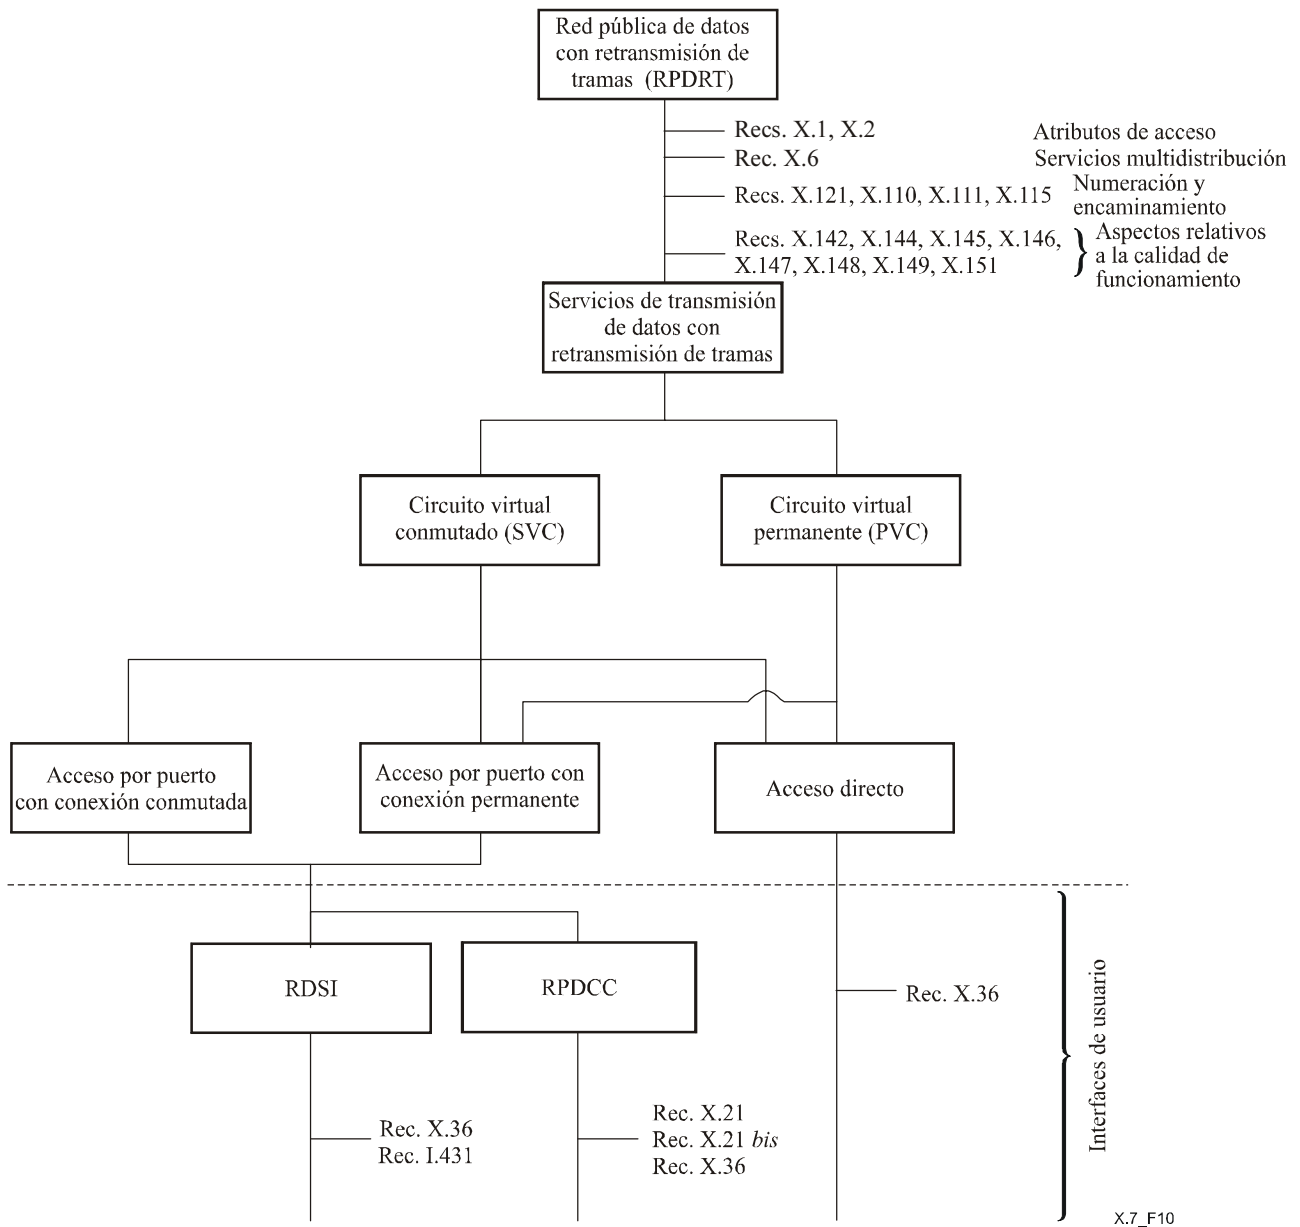 Red pública de datos
con retransmisión de
tramas (RPDRT)
Recs. X.1, X.2
Atributos de acceso
Rec. X.6
Servicios multidistribución
Recs. X.121, X.110, X.111, X.115
Numeración y
encaminamiento
Recs. X.142, X.144, X.145, X.146,
X.147, X.148, X.149, X.151
Aspectos relativos
a la calidad de
funcionamiento
Servicios de transmisión
de datos con
retransmisión de tramas
Circuito virtual
conmutado (SVC)
Circuito virtual
permanente (PVC)
Acceso por puerto
con conexión conmutada
Acceso por puerto con
conexión permanente
Acceso directo
RDSI
RPDCC
Rec. X.36
Interfaces de usuario
Rec. X.36
Rec. I.431
Rec. X.21
Rec. X.21 bis
Rec. X.36
X.7_F10